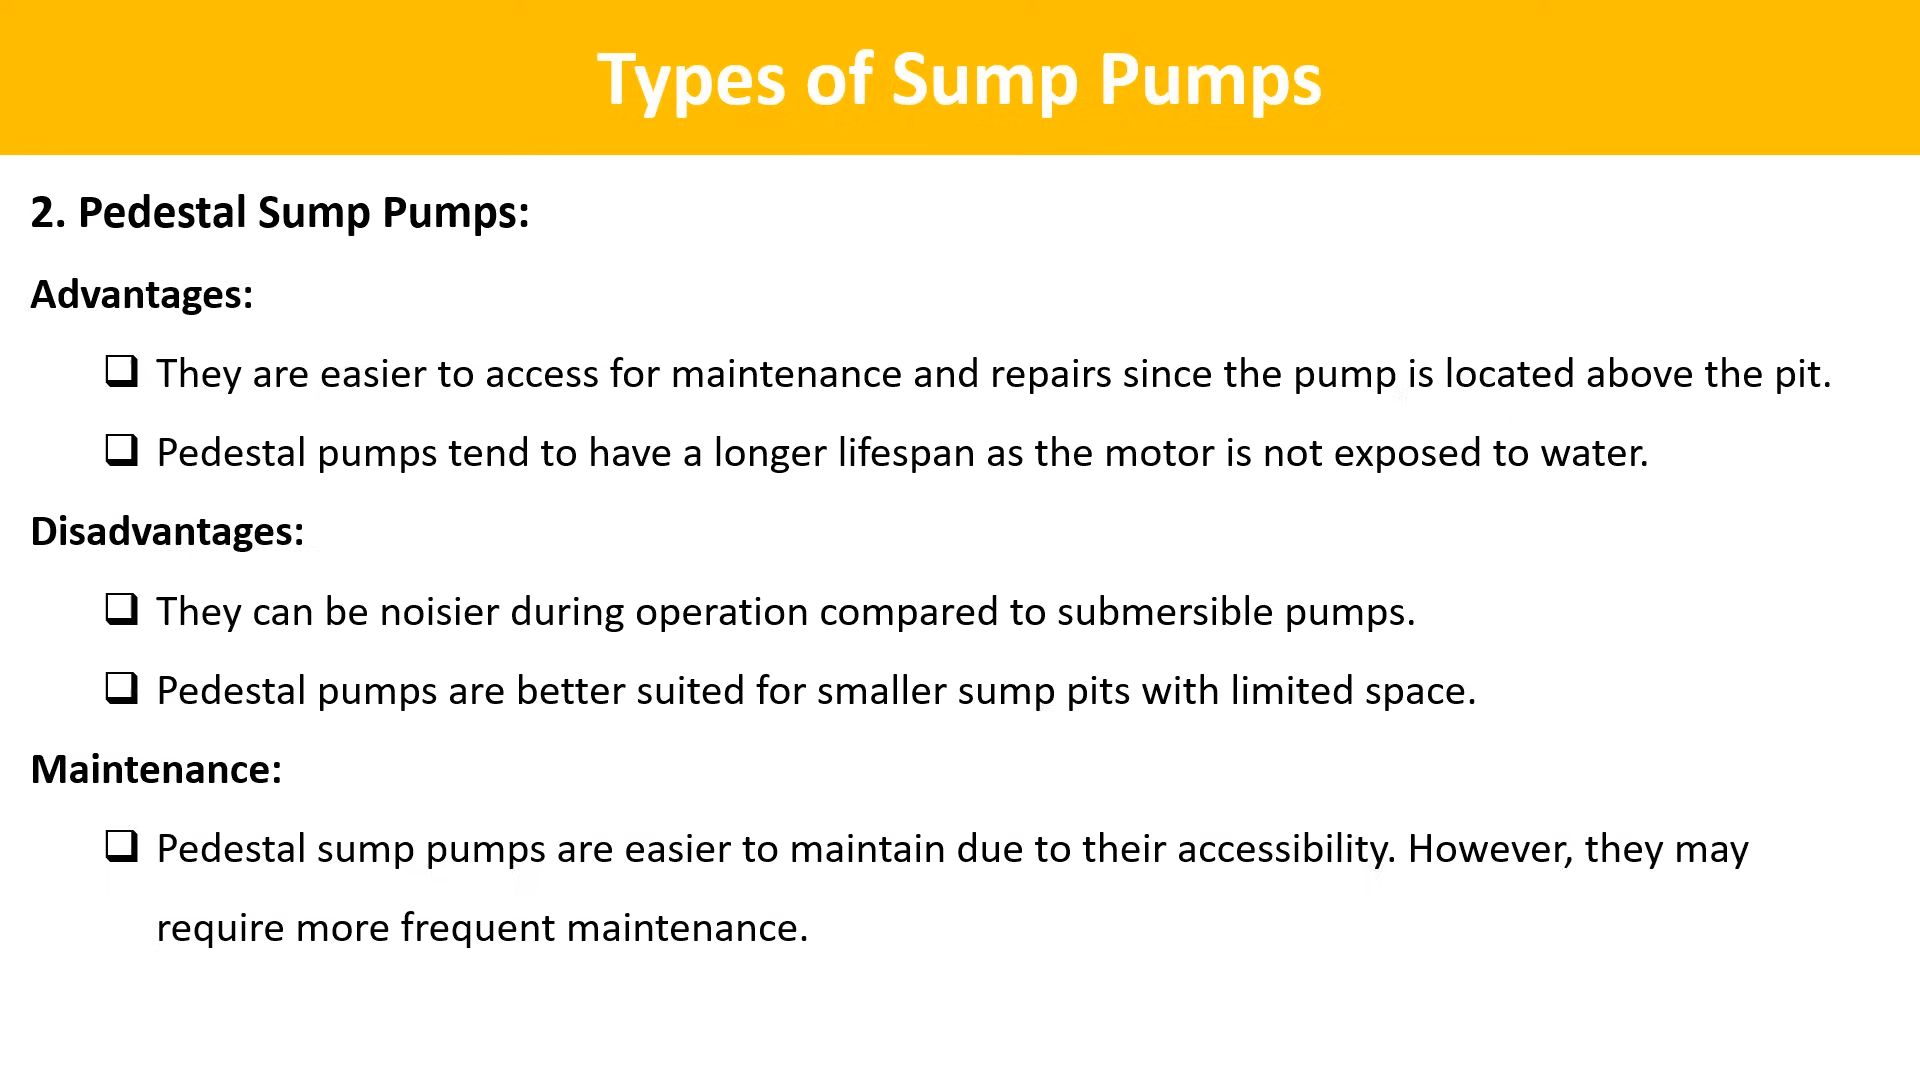 Types of Sump Pumps
2. Pedestal Sump Pumps:
Advantages:
They are easier to access for maintenance and repairs since the pump is located above the pit.
Pedestal pumps tend to have a longer lifespan as the motor is not exposed to water.
Disadvantages:
They can be noisier during operation compared to submersible pumps.
Pedestal pumps are better suited for smaller sump pits with limited space.
Maintenance:
Pedestal sump pumps are easier to maintain due to their accessibility. However, they may
require more frequent maintenance.